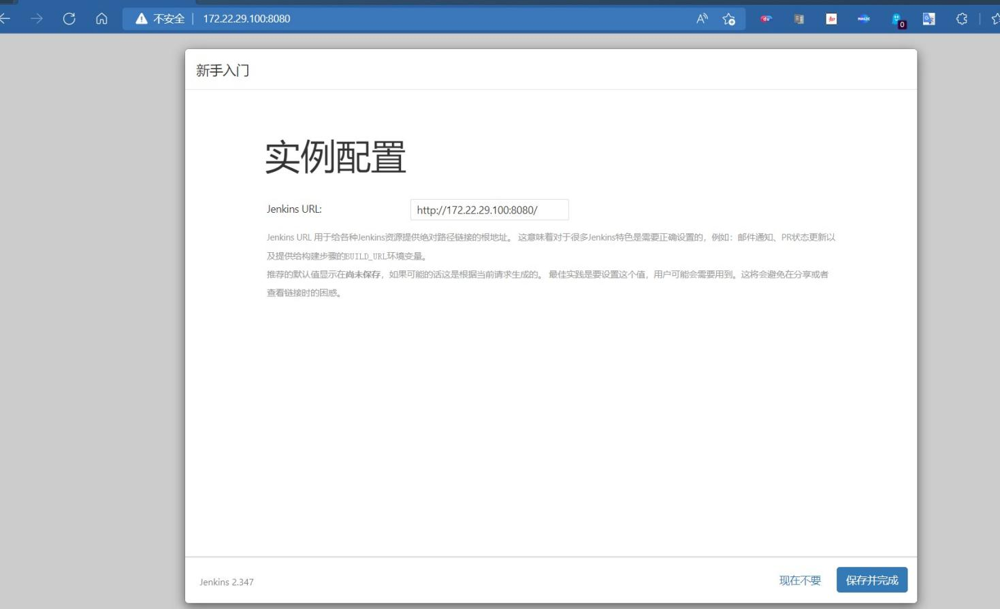 不安全 172.22.29.100:8080
0
新手入门
实例配置
Jenkins URL:
http://172.22.29.100:8080/
Jenkins URL 用于给各种Jenkins资源提供绝对路径链接的根地址。 这意味着对于很多Jenkins特色是需要正确设置的，例如：邮件通知、PR状态更新以
及提供给构建步骤的BUILD_URL环境变量。
推荐的默认值显示在尚未保存，如果可能的话这是根据当前请求生成的。 最佳实践是要设置这个值，用户可能会需要用到。这将会避免在分享或者
查看链接时的困惑。
Jenkins 2.347
现在不要
保存并完成